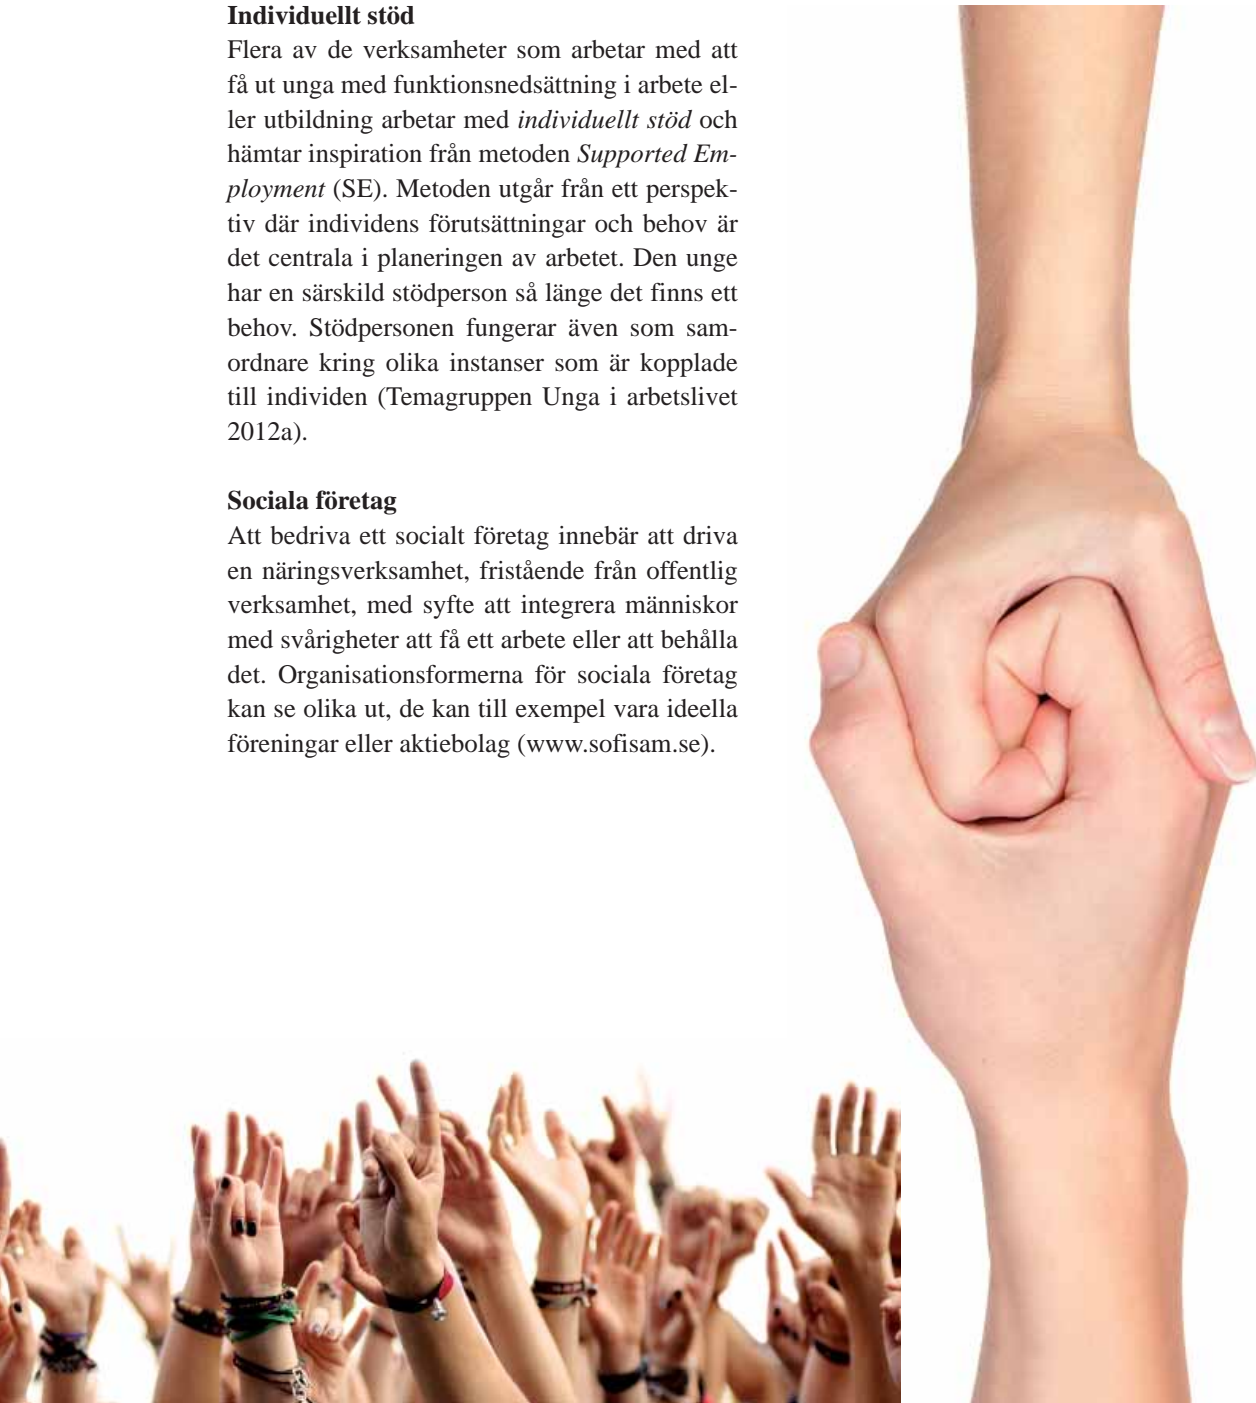 Individuellt stöd
Flera av de verksamheter som arbetar med att
få ut unga med funktionsnedsättning i arbete el-
ler utbildning arbetar med individuellt stöd och
hämtar inspiration från metoden Supported Em-
ployment (SE). Metoden utgår från ett perspek-
tiv där individens förutsättningar och behov är
det centrala i planeringen av arbetet. Den unge
har en särskild stödperson så länge det finns ett
behov. Stödpersonen fungerar även som sam-
ordnare kring olika instanser som är kopplade
till individen (Temagruppen Unga i arbetslivet
2012a).
Sociala företag
Att bedriva ett socialt företag innebär att driva
en näringsverksamhet, fristående från offentlig
verksamhet, med syfte att integrera människor
med svårigheter att få ett arbete eller att behålla
det. Organisationsformerna för sociala företag
kan se olika ut, de kan till exempel vara ideella
föreningar eller aktiebolag (www.sofisam.se).